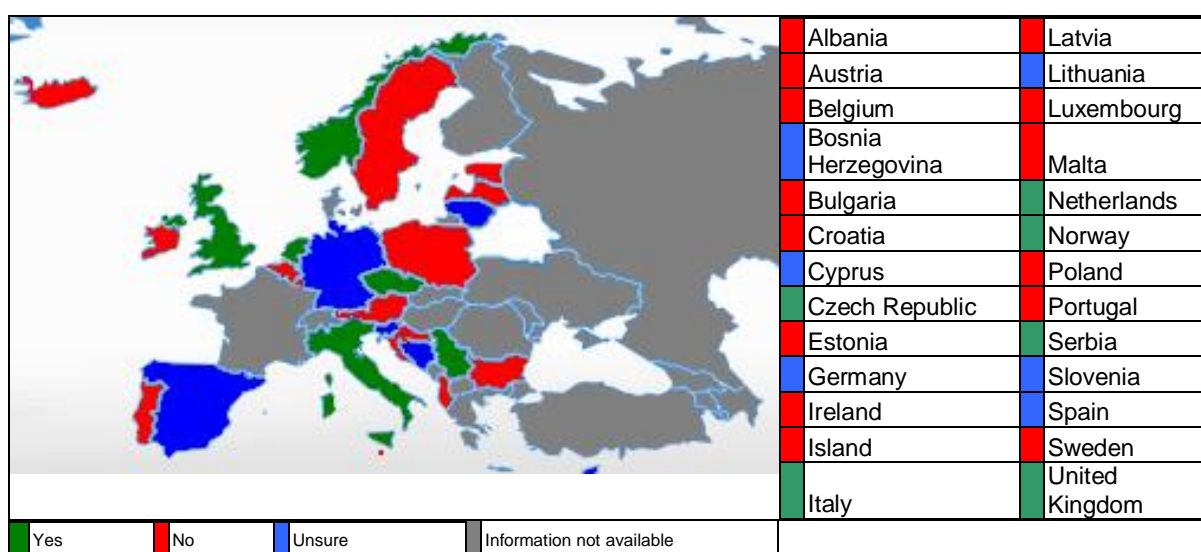 Albania
Latvia
Austria
Lithuania
Belgium
Luxembourg
Bosnia
Herzegovina
Malta
Bulgaria
Netherlands
Croatia
Norway
Cyprus
Poland
Czech Republic
Portugal
Estonia
Serbia
Germany
Slovenia
Ireland
Spain
Island
Sweden
Italy
United
Kingdom
Yes
No
Unsure
Information not available